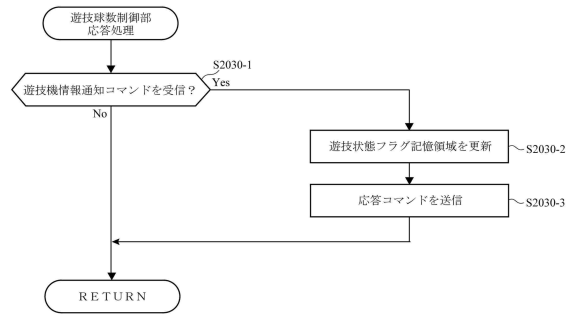 遊技球数制御部
応答処理
S2030-1
遊技機情報通知コマンドを受信？
Yes
No
遊技状態フラグ記憶領域を更新
S2030-2
応答コマンドを送信
S2030-3
ＲＥＴＵＲＮ